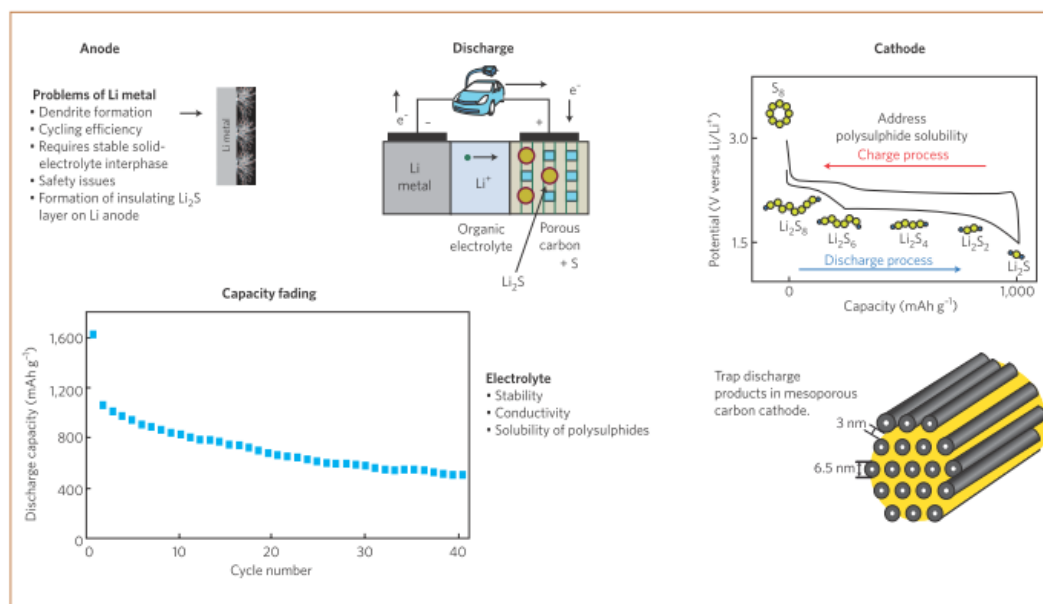 Anode
Problems of Li metal
• Dendrite formation
• Cycling efficiency
• Requires stable solid-
electrolyte interphase
• Safety issues
• Formation of insulating Li₂S
layer on Li anode
Li metal
Discharge
e⁻
e⁻
−
+
Li
metal
Li⁺
Organic
electrolyte
Porous
carbon
+ S
Li₂S
Cathode
S₈
Address
polysulphide solubility
Charge process
Potential (V versus Li/Li⁺)
3.0
1.5
Li₂S₈
Li₂S₆
Li₂S₄
Li₂S₂
Li₂S
Discharge process
0
1,000
Capacity (mAh g⁻¹)
Capacity fading
Discharge capacity (mAh g⁻¹)
1,600
1,200
800
400
0
10
20
30
40
Cycle number
Electrolyte
• Stability
• Conductivity
• Solubility of polysulphides
Trap discharge
products in mesoporous
carbon cathode.
3 nm
6.5 nm